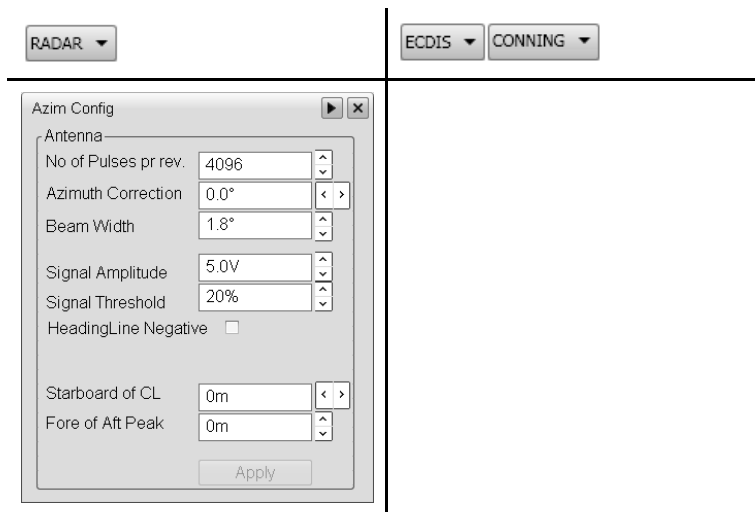 RADAR
ECDIS CONNING
Azim Config
Antenna
No of Pulses pr rev. 4096
Azimuth Correction 0.0°
Beam Width 1.8°
Signal Amplitude 5.0V
Signal Threshold 20%
HeadingLine Negative
Starboard of CL 0m
Fore of Aft Peak 0m
Apply